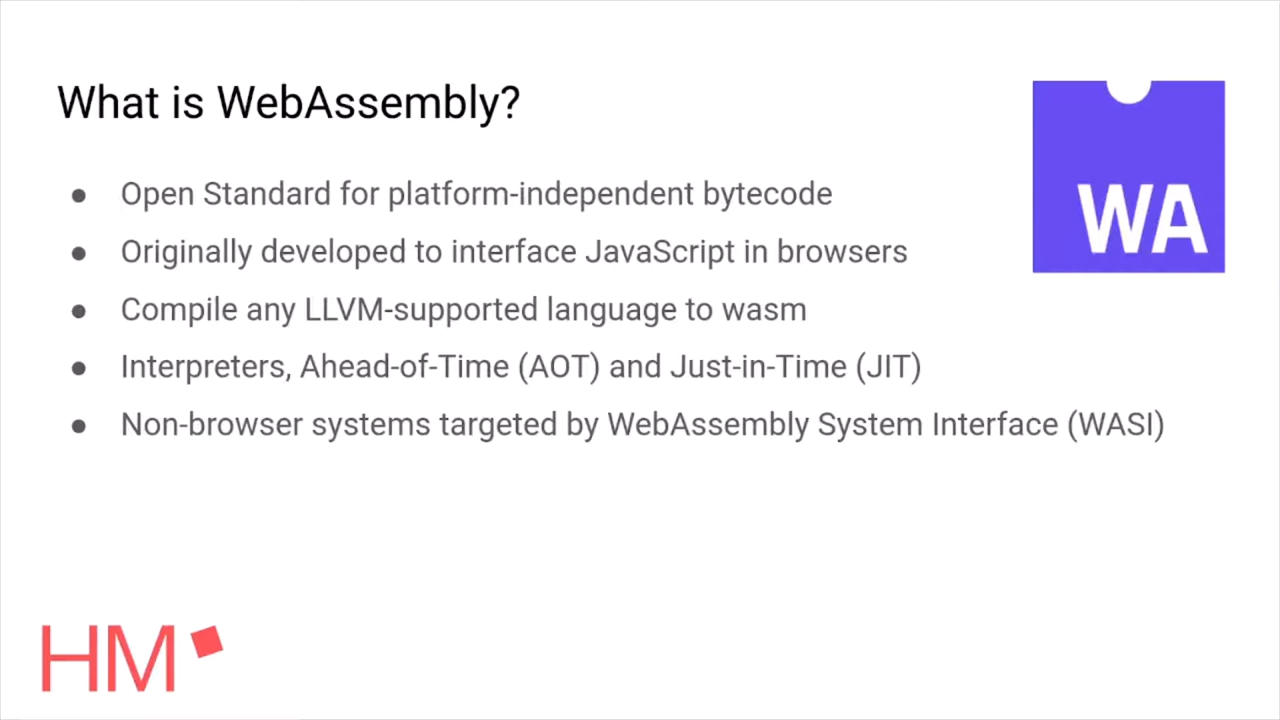 What is WebAssembly?
WA
● Open Standard for platform-independent bytecode
● Originally developed to interface JavaScript in browsers
● Compile any LLVM-supported language to wasm
● Interpreters, Ahead-of-Time (AOT) and Just-in-Time (JIT)
● Non-browser systems targeted by WebAssembly System Interface (WASI)
HM